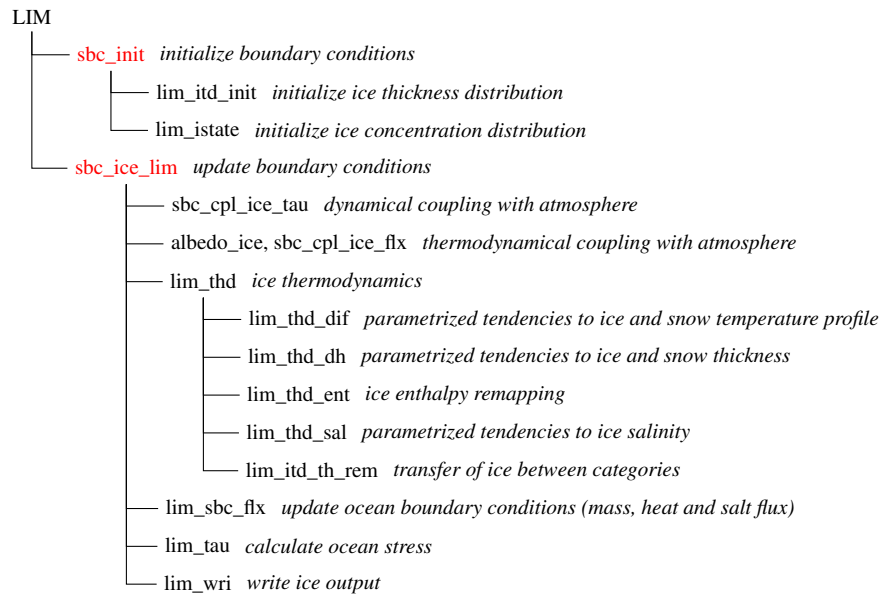 LIM
sbc_init initialize boundary conditions
lim_itd_init initialize ice thickness distribution
lim_istate initialize ice concentration distribution
sbc_ice_lim update boundary conditions
sbc_cpl_ice_tau dynamical coupling with atmosphere
albedo_ice, sbc_cpl_ice_flx thermodynamical coupling with atmosphere
lim_thd ice thermodynamics
lim_thd_dif parametrized tendencies to ice and snow temperature profile
lim_thd_dh parametrized tendencies to ice and snow thickness
lim_thd_ent ice enthalpy remapping
lim_thd_sal parametrized tendencies to ice salinity
lim_itd_th_rem transfer of ice between categories
lim_sbc_flx update ocean boundary conditions (mass, heat and salt flux)
lim_tau calculate ocean stress
lim_wri write ice output